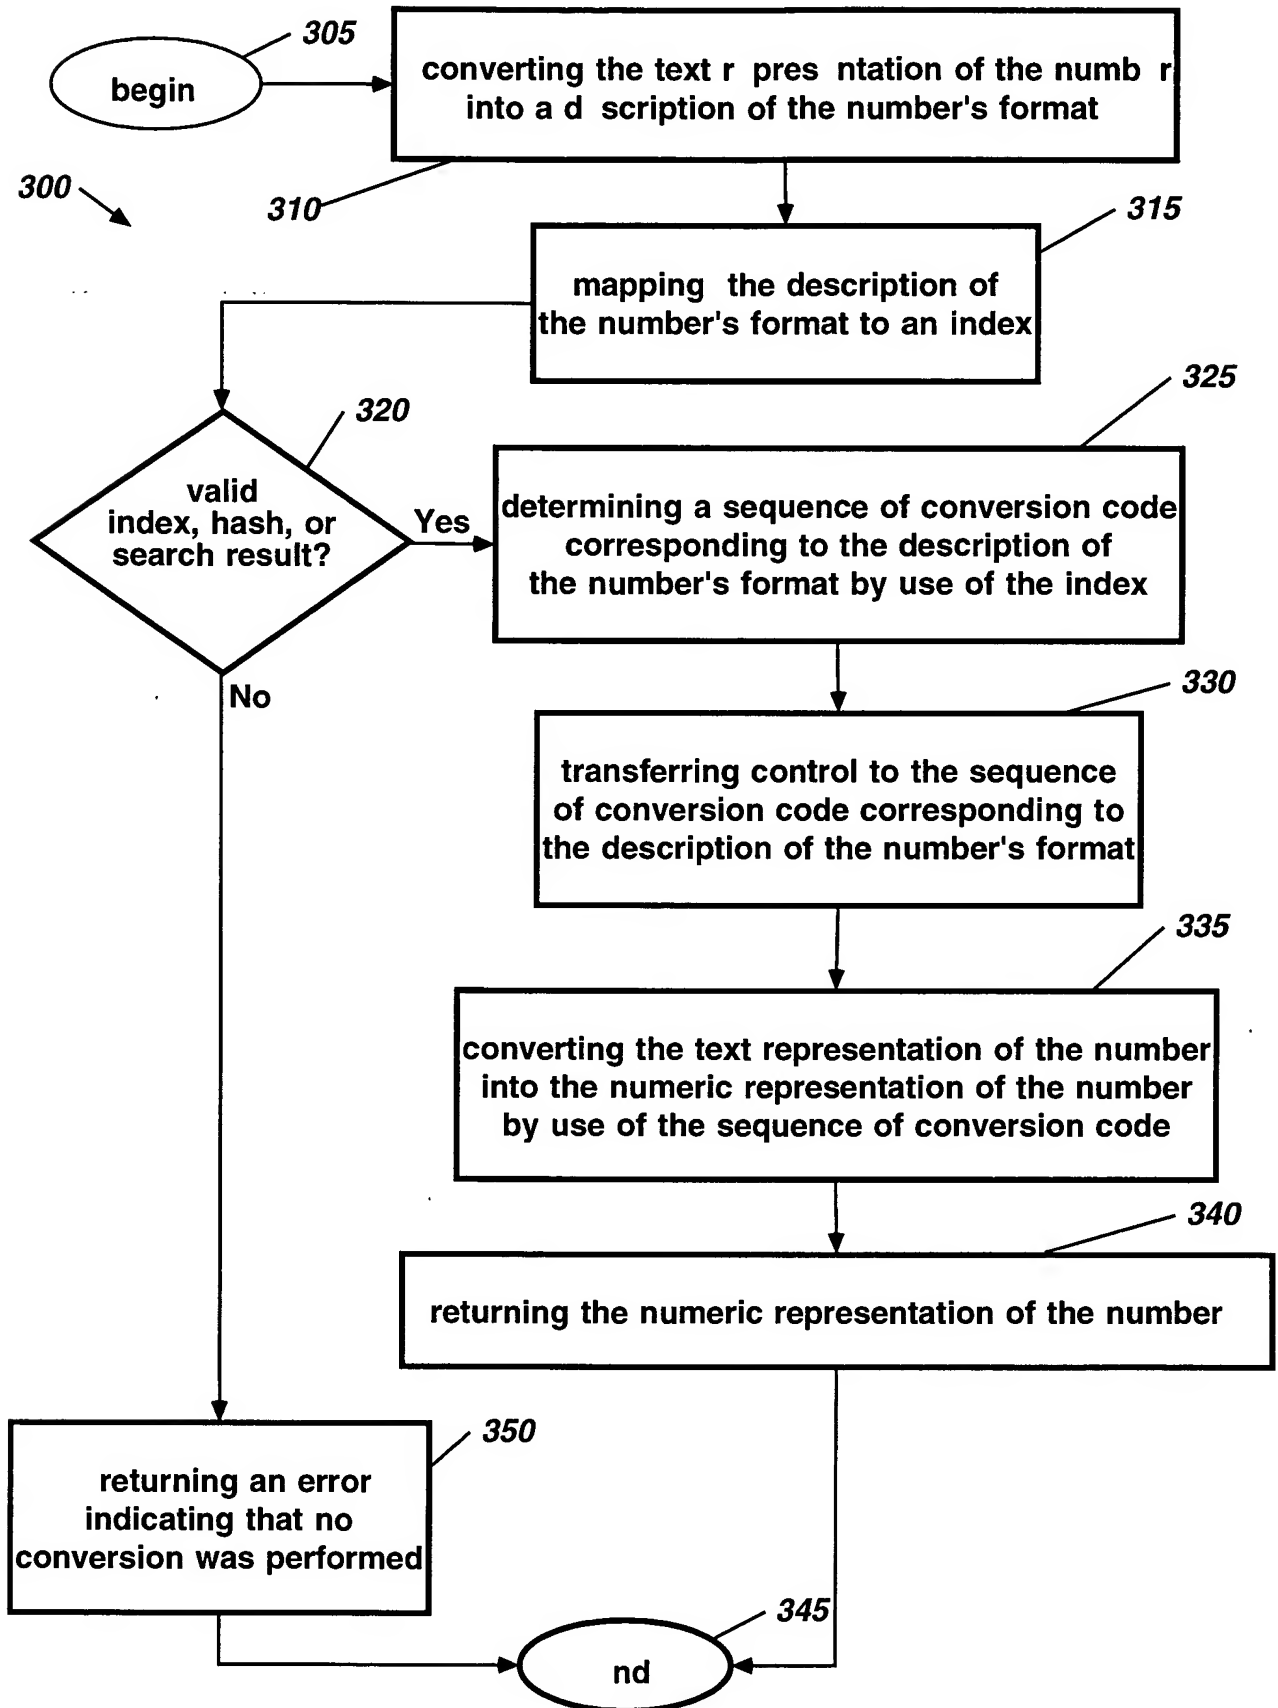 305
begin
converting the text r pres ntation of the numb r
into a d scription of the number's format
300
310
315
mapping the description of
the number's format to an index
320
325
valid
index, hash, or
search result?
Yes
determining a sequence of conversion code
corresponding to the description of
the number's format by use of the index
No
330
transferring control to the sequence
of conversion code corresponding to
the description of the number's format
335
converting the text representation of the number
into the numeric representation of the number
by use of the sequence of conversion code
340
returning the numeric representation of the number
350
returning an error
indicating that no
conversion was performed
345
nd